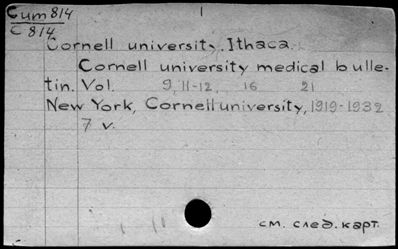 Cum 814
C 814
1
Cornell university. Ithaca.
Cornell university medical bulle-
tin. Vol. 9, 11-12, 16 21
New York, Cornell university, 1919-1932
7 v.
см. след. карт.